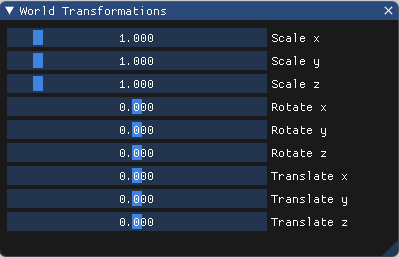 World Transformations
1.000 Scale x
1.000 Scale y
1.000 Scale z
0.000 Rotate x
0.000 Rotate y
0.000 Rotate z
0.000 Translate x
0.000 Translate y
0.000 Translate z